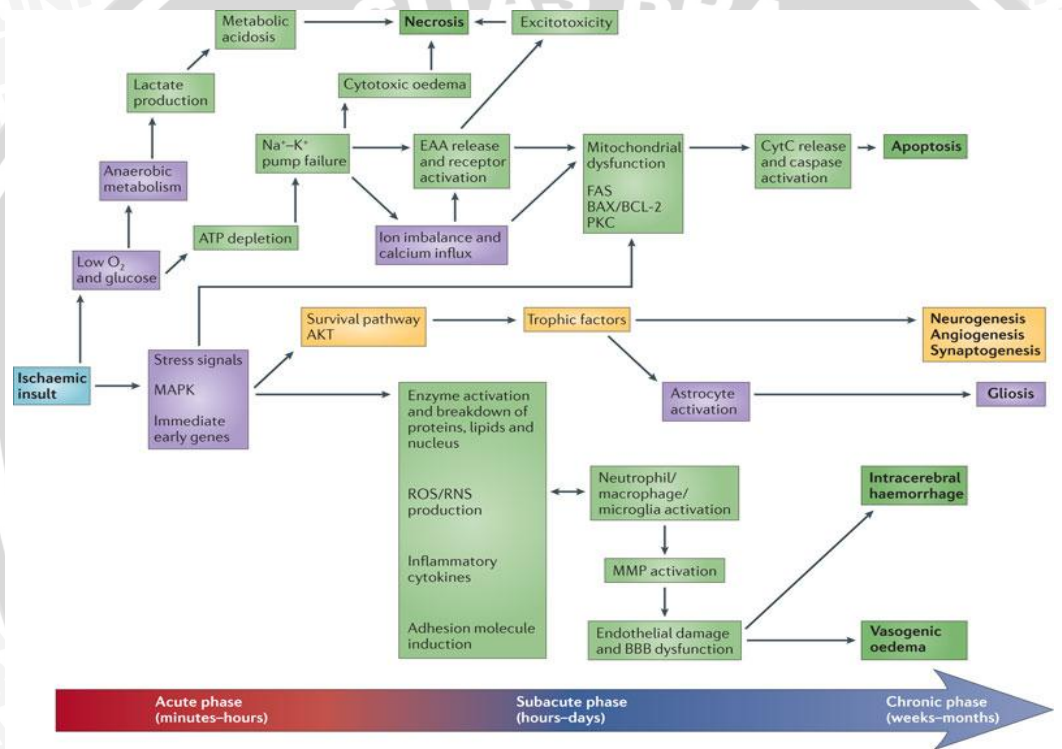 Metabolic
acidosis
Necrosis
Excitotoxicity
Lactate
production
Cytotoxic oedema
Na⁺–K⁺
pump failure
EAA release
and receptor
activation
Mitochondrial
dysfunction
FAS
BAX/BCL-2
PKC
CytC release
and caspase
activation
Apoptosis
Anaerobic
metabolism
ATP depletion
Ion imbalance and
calcium influx
Low O₂
and glucose
Survival pathway
AKT
Trophic factors
Neurogenesis
Angiogenesis
Synaptogenesis
Ischaemic
insult
Stress signals
MAPK
Immediate
early genes
Astrocyte
activation
Gliosis
Enzyme activation
and breakdown of
proteins, lipids and
nucleus
ROS/RNS
production
Inflammatory
cytokines
Adhesion molecule
induction
Neutrophil/
macrophage/
microglia activation
MMP activation
Endothelial damage
and BBB dysfunction
Intracerebral
haemorrhage
Vasogenic
oedema
Acute phase
(minutes–hours)
Subacute phase
(hours–days)
Chronic phase
(weeks–months)